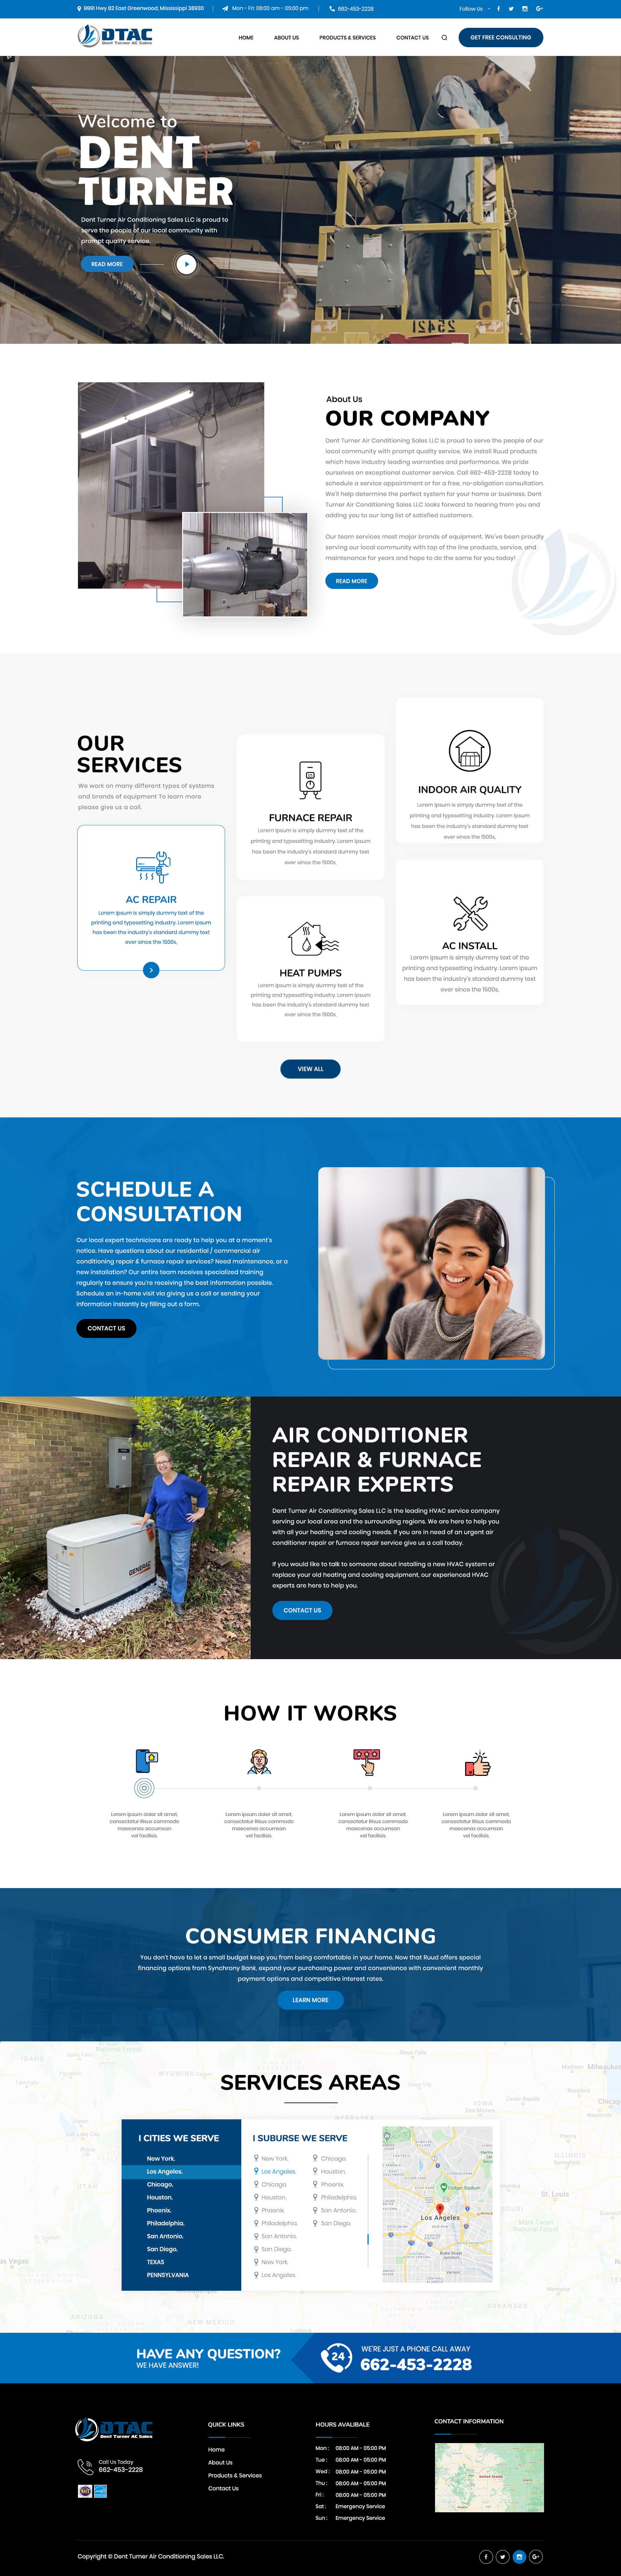 9991 Hwy 82 East Greenwood, Mississippi 38930 | Mon - Fri: 08:00 am - 05:00 pm | 662-453-2228 Follow Us -
DTAC
Dent Turner AC Sales
HOME ABOUT US PRODUCTS & SERVICES CONTACT US GET FREE CONSULTING
Welcome to
DENT
TURNER
Dent Turner Air Conditioning Sales LLC is proud to
serve the people of our local community with
prompt quality service.
READ MORE
25421
About Us
OUR COMPANY
Dent Turner Air Conditioning Sales LLC is proud to serve the people of our
local community with prompt quality service. We install Ruud products
which have industry leading warranties and performance. We pride
ourselves on exceptional customer service. Call 662-453-2228 today to
schedule a service appointment or for a free, no-obligation consultation.
We'll help determine the perfect system for your home or business. Dent
Turner Air Conditioning Sales LLC looks forward to hearing from you and
adding you to our long list of satisfied customers.
Our team services most major brands of equipment. We've been proudly
serving our local community with top of the line products, service, and
maintenance for years and hope to do the same for you today!
READ MORE
OUR
SERVICES
We work on many different types of systems
and brands of equipment To learn more
please give us a call.
AC REPAIR
Lorem Ipsum is simply dummy text of the
printing and typesetting industry. Lorem Ipsum
has been the industry's standard dummy text
ever since the 1500s,
FURNACE REPAIR
Lorem Ipsum is simply dummy text of the
printing and typesetting industry. Lorem Ipsum
has been the industry's standard dummy text
ever since the 1500s,
HEAT PUMPS
Lorem Ipsum is simply dummy text of the
printing and typesetting industry. Lorem Ipsum
has been the industry's standard dummy text
ever since the 1500s,
INDOOR AIR QUALITY
Lorem Ipsum is simply dummy text of the
printing and typesetting industry. Lorem Ipsum
has been the industry's standard dummy text
ever since the 1500s,
AC INSTALL
Lorem Ipsum is simply dummy text of the
printing and typesetting industry. Lorem Ipsum
has been the industry's standard dummy text
ever since the 1500s,
VIEW ALL
SCHEDULE A
CONSULTATION
Our local expert technicians are ready to help you at a moment's
notice. Have questions about our residential / commercial air
conditioning repair & furnace repair services? Need maintenance, or a
new installation? Our entire team receives specialized training
regularly to ensure you're receiving the best information possible.
Schedule an in-home visit via giving us a call or sending your
information instantly by filling out a form.
CONTACT US
GENERAC
AIR CONDITIONER
REPAIR & FURNACE
REPAIR EXPERTS
Dent Turner Air Conditioning Sales LLC is the leading HVAC service company
serving our local area and the surrounding regions. We are here to help you
with all your heating and cooling needs. If you are in need of urgent air
conditioner repair or furnace repair service give us a call today.
If you would like to talk to someone about installing a new HVAC system or
replace your old heating and cooling equipment, our experienced HVAC
experts are here to help you.
CONTACT US
HOW IT WORKS
Lorem ipsum dolor sit amet,
consectetur Risus commodo
maecenas accumsan
vel facilisis.
Lorem ipsum dolor sit amet,
consectetur Risus commodo
maecenas accumsan
vel facilisis.
Lorem ipsum dolor sit amet,
consectetur Risus commodo
maecenas accumsan
vel facilisis.
Lorem ipsum dolor sit amet,
consectetur Risus commodo
maecenas accumsan
vel facilisis.
CONSUMER FINANCING
You don't have to let a small budget keep you from being comfortable in your home. Now that Ruud offers special
financing options from Synchrony Bank, expand your purchasing power and convenience with convenient monthly
payment options and competitive interest rates.
LEARN MORE
SERVICES AREAS
I CITIES WE SERVE
New York.
Los Angeles.
Chicago.
Houston.
Phoenix.
Philadelphia.
San Antonio.
San Diego.
TEXAS
PENNSYLVANIA
I SUBURSE WE SERVE
New York.
Los Angeles.
Chicago.
Houston.
Phoenix.
Philadelphia.
San Antonio.
San Diego.
New York.
Los Angeles.
Chicago.
Houston.
Phoenix.
Philadelphia.
San Antonio.
San Diego.
Dodger Stadium
Los Angeles
IDAHO
WYOMING
IOWA
Milwaukee
Chicago
UTAH
ILLINOIS
St. Louis
ARIZONA
NEW MEXICO
ARKANSAS
HAVE ANY QUESTION?
WE HAVE ANSWER!
24
WE'RE JUST A PHONE CALL AWAY
662-453-2228
DTAC
Dent Turner AC Sales
Call Us Today
662-453-2228
QUICK LINKS
Home
About Us
Products & Services
Contact Us
HOURS AVALIBALE
Mon : 08:00 AM - 05:00 PM
Tue : 08:00 AM - 05:00 PM
Wed : 08:00 AM - 05:00 PM
Thu : 08:00 AM - 05:00 PM
Fri : 08:00 AM - 05:00 PM
Sat : Emergency Service
Sun : Emergency Service
CONTACT INFORMATION
United States
Copyright © Dent Turner Air Conditioning Sales LLC.